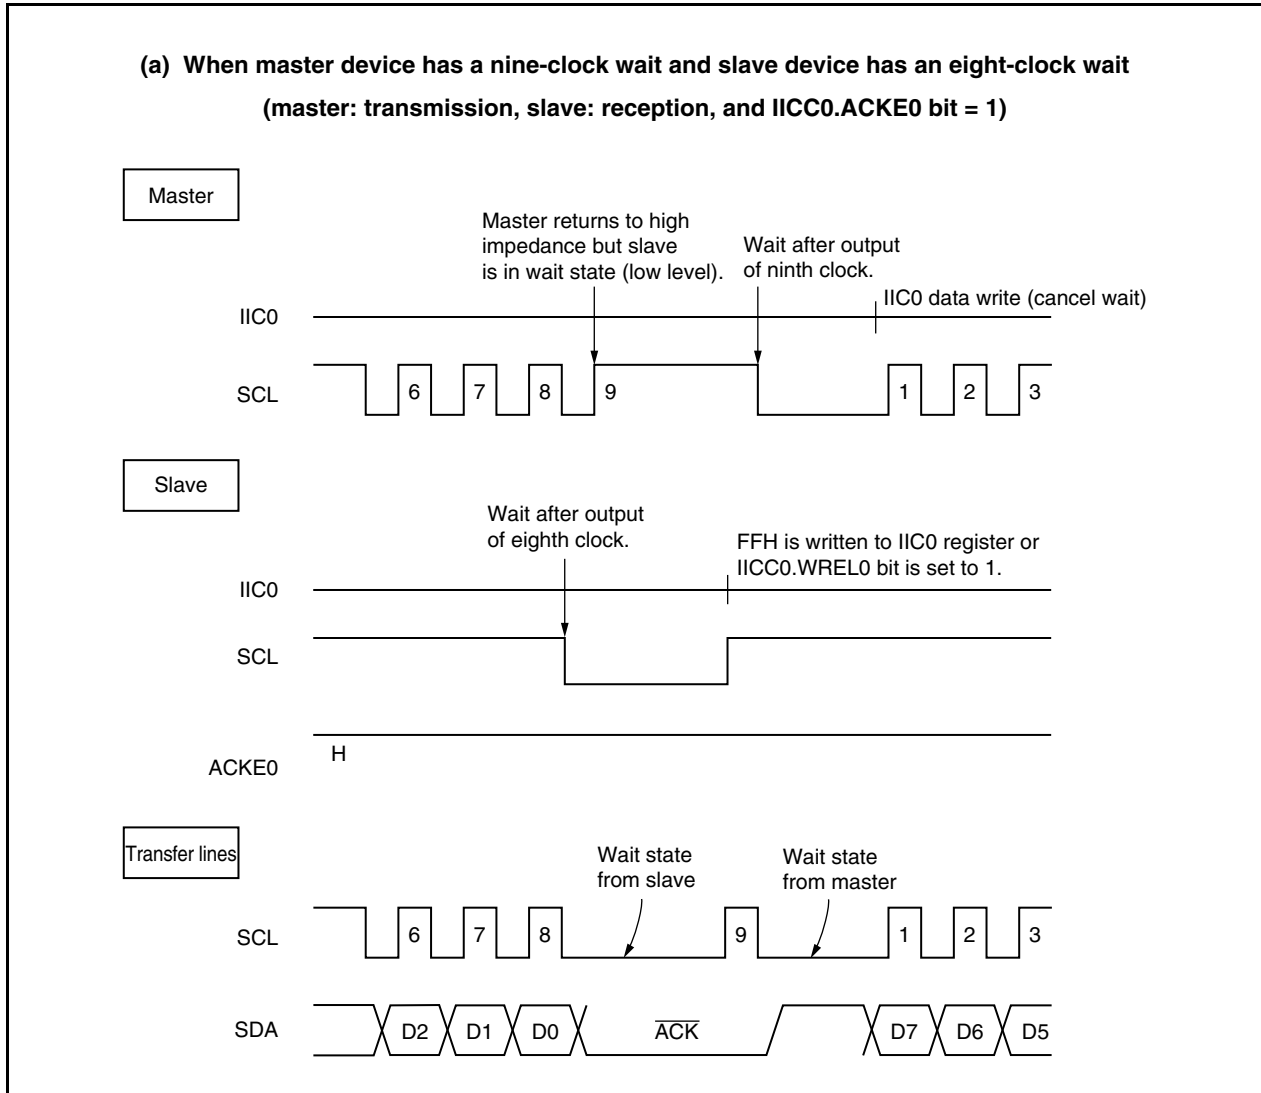 (a) When master device has a nine-clock wait and slave device has an eight-clock wait
(master: transmission, slave: reception, and IICC0.ACKE0 bit = 1)
Master
Master returns to high
impedance but slave
is in wait state (low level).
Wait after output
of ninth clock.
IIC0 data write (cancel wait)
IIC0
SCL
6 7 8 9 1 2 3
Slave
Wait after output
of eighth clock.
FFH is written to IIC0 register or
IICC0.WREL0 bit is set to 1.
IIC0
SCL
H
ACKE0
Transfer lines
Wait state
from slave
Wait state
from master
SCL
6 7 8 9 1 2 3
SDA
D2 D1 D0 ACK D7 D6 D5